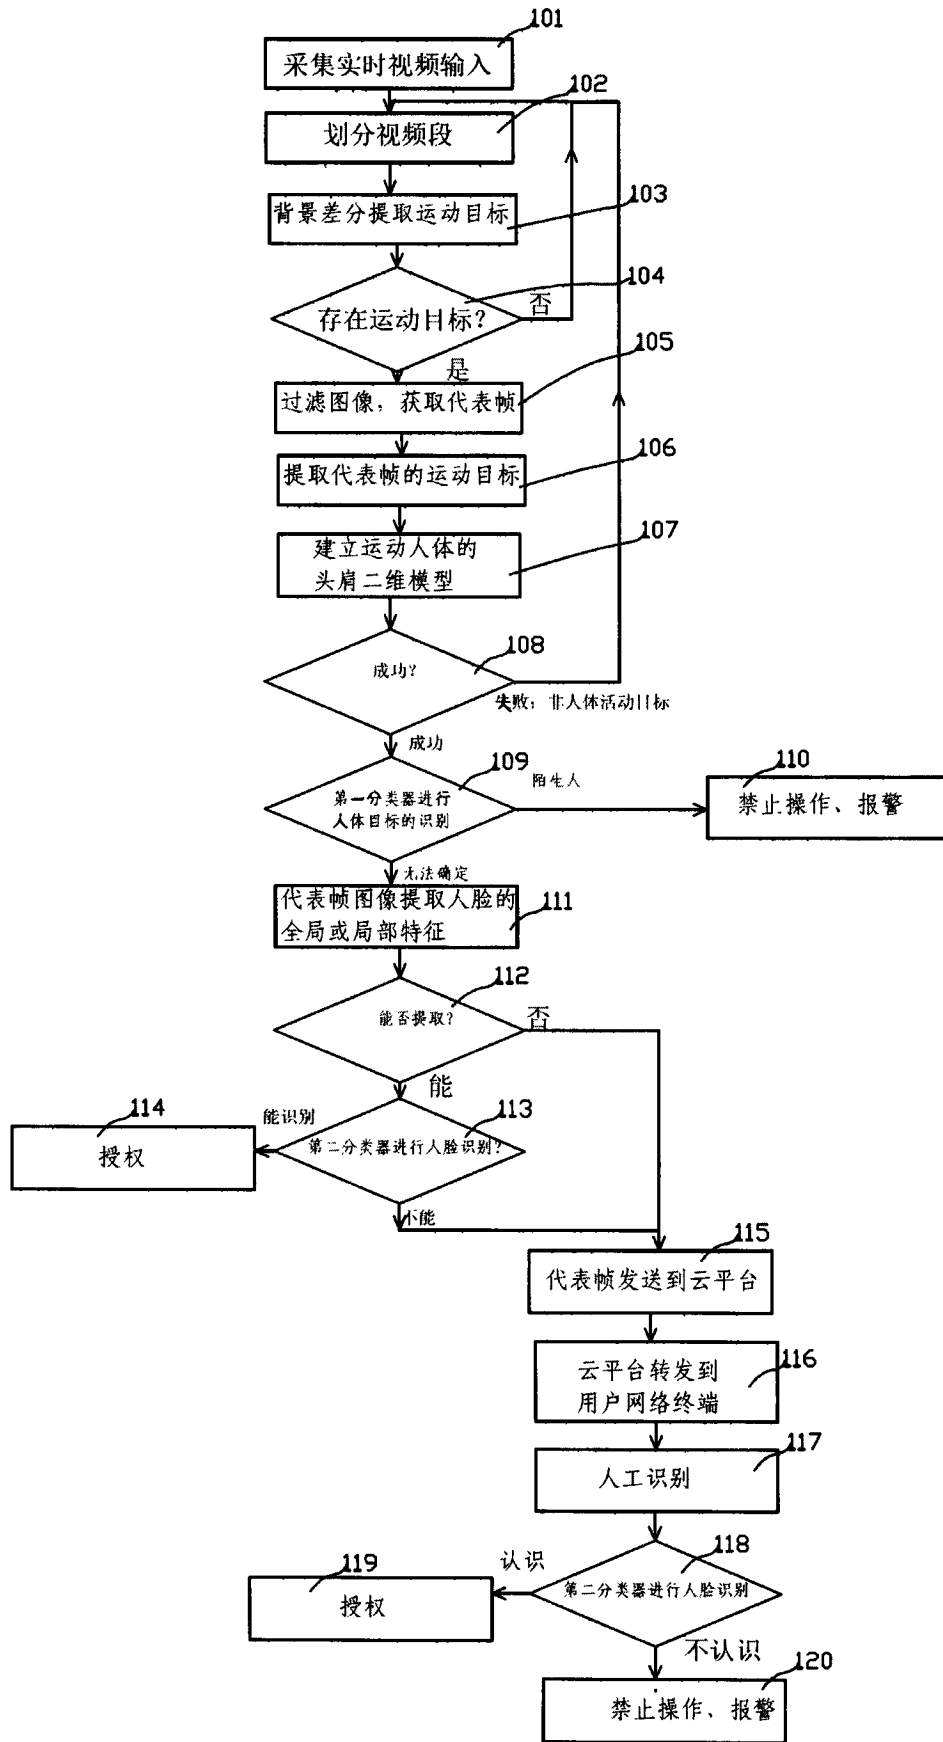 101
采集实时视频输入
102
划分视频段
103
背景差分提取运动目标
104
存在运动目标？
否
是
105
过滤图像，获取代表帧
106
提取代表帧的运动目标
107
建立运动人体的
头肩二维模型
108
成功？
失败：非人体活动目标
成功
109
第一分类器进行
人体目标的识别
陌生人
110
禁止操作、报警
无法确定
代表帧图像提取人脸的
全局或局部特征
111
112
能否提取？
否
能
113
第二分类器进行人脸识别？
能识别
114
授权
不能
115
代表帧发送到云平台
116
云平台转发到
用户网络终端
117
人工识别
118
第二分类器进行人脸识别
认识
119
授权
不认识
120
禁止操作、报警